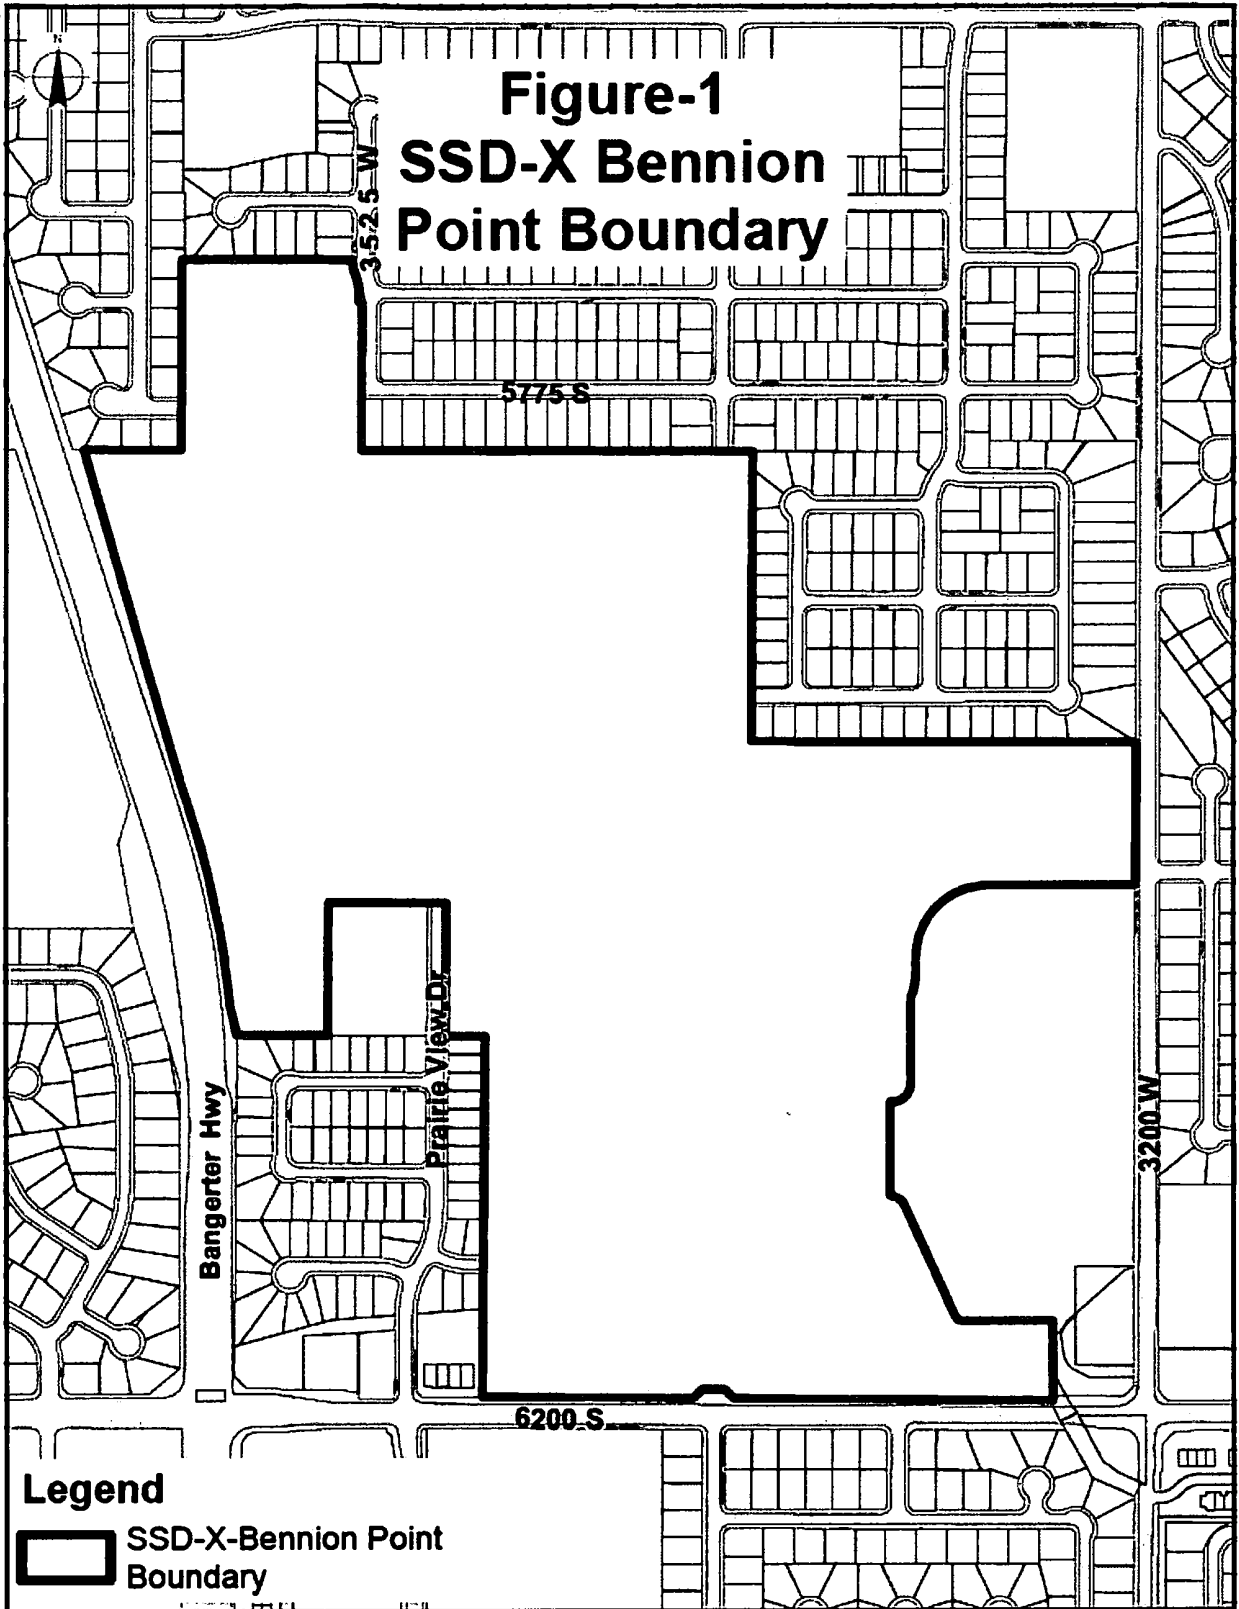 N
Figure-1
SSD-X Bennion
Point Boundary
3525 W
5775 S
Prairie View Dr
Bangerter Hwy
3200 W
6200 S
Legend
SSD-X-Bennion Point
Boundary